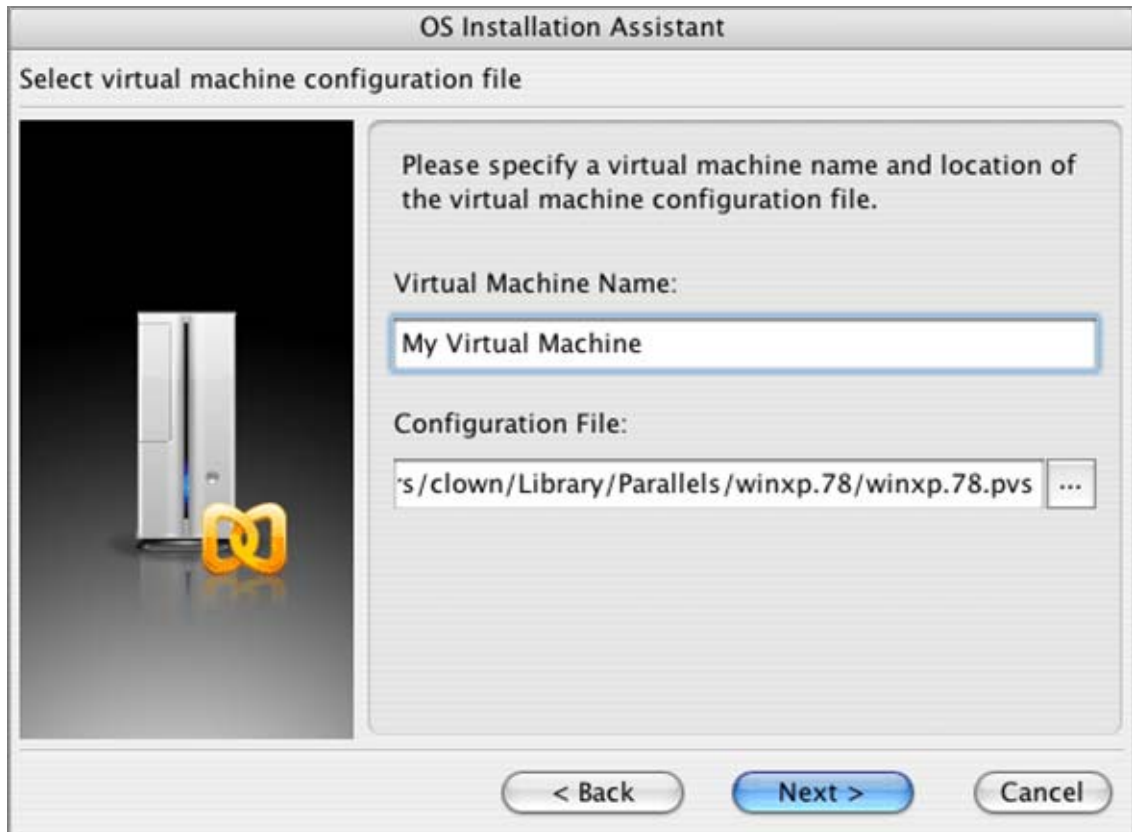 OS Installation Assistant
Select virtual machine configuration file
Please specify a virtual machine name and location of
the virtual machine configuration file.
Virtual Machine Name:
My Virtual Machine
Configuration File:
s/clown/Library/Parallels/winxp.78/winxp.78.pvs ...
< Back Next > Cancel